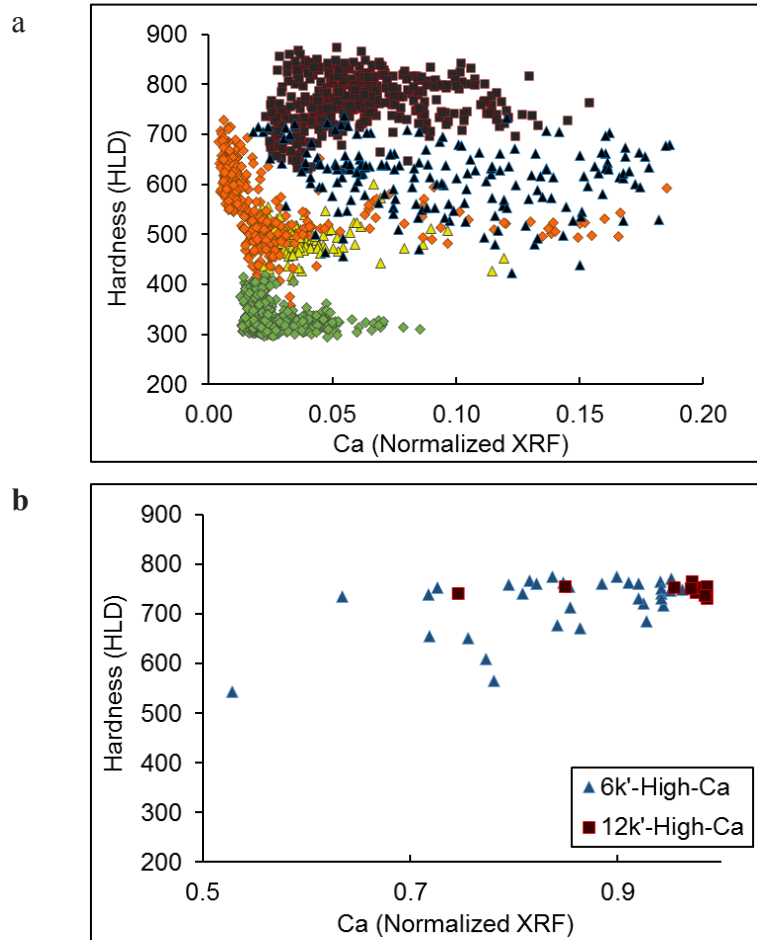 a
900
800
700
600
500
400
300
200
Hardness (HLD)
0.00 0.05 0.10 0.15 0.20
Ca (Normalized XRF)
b
900
800
700
600
500
400
300
200
Hardness (HLD)
6k'-High-Ca
12k'-High-Ca
0.5 0.7 0.9
Ca (Normalized XRF)